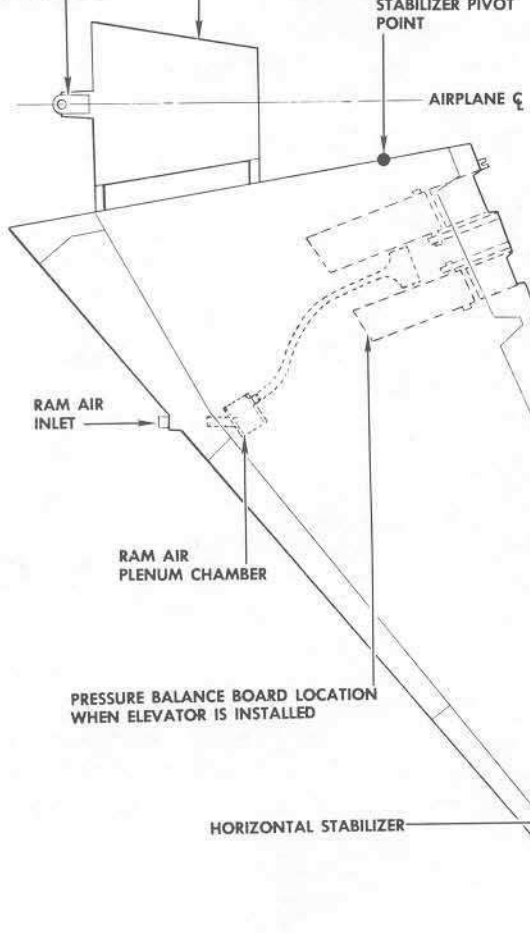 STABILIZER PIVOT
POINT
AIRPLANE ℄
RAM AIR
INLET
RAM AIR
PLENUM CHAMBER
PRESSURE BALANCE BOARD LOCATION
WHEN ELEVATOR IS INSTALLED
HORIZONTAL STABILIZER